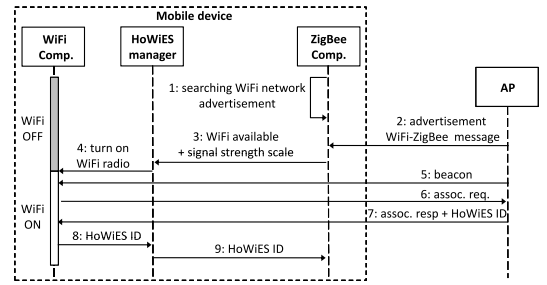 Mobile device
WiFi
Comp.
HoWiES
manager
ZigBee
Comp.
AP
1: searching WiFi network
advertisement
2: advertisement
WiFi-ZigBee message
WiFi
OFF
3: WiFi available
+ signal strength scale
4: turn on
WiFi radio
5: beacon
6: assoc. req.
WiFi
ON
7: assoc. resp + HoWiES ID
8: HoWiES ID
9: HoWiES ID